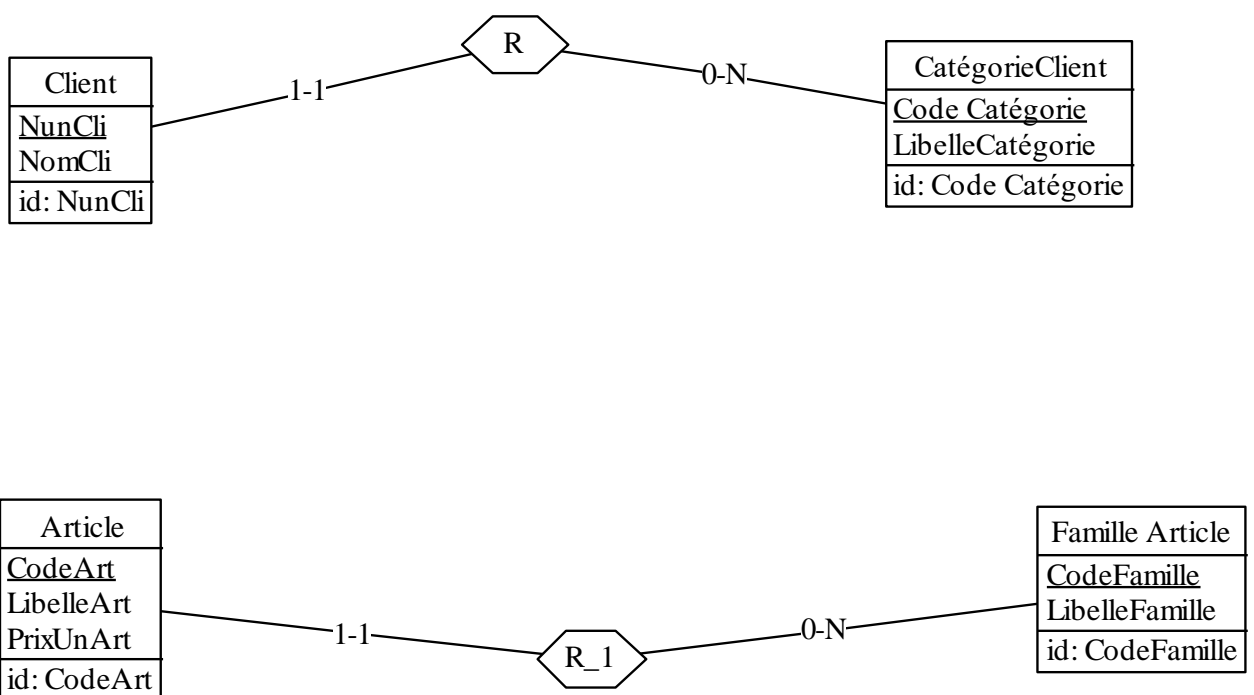 R
Client
NunCli
NomCli
id: NunCli
1-1
0-N
CatégorieClient
Code Catégorie
LibelleCatégorie
id: Code Catégorie
Article
CodeArt
LibelleArt
PrixUnArt
id: CodeArt
1-1
R_1
0-N
Famille Article
CodeFamille
LibelleFamille
id: CodeFamille